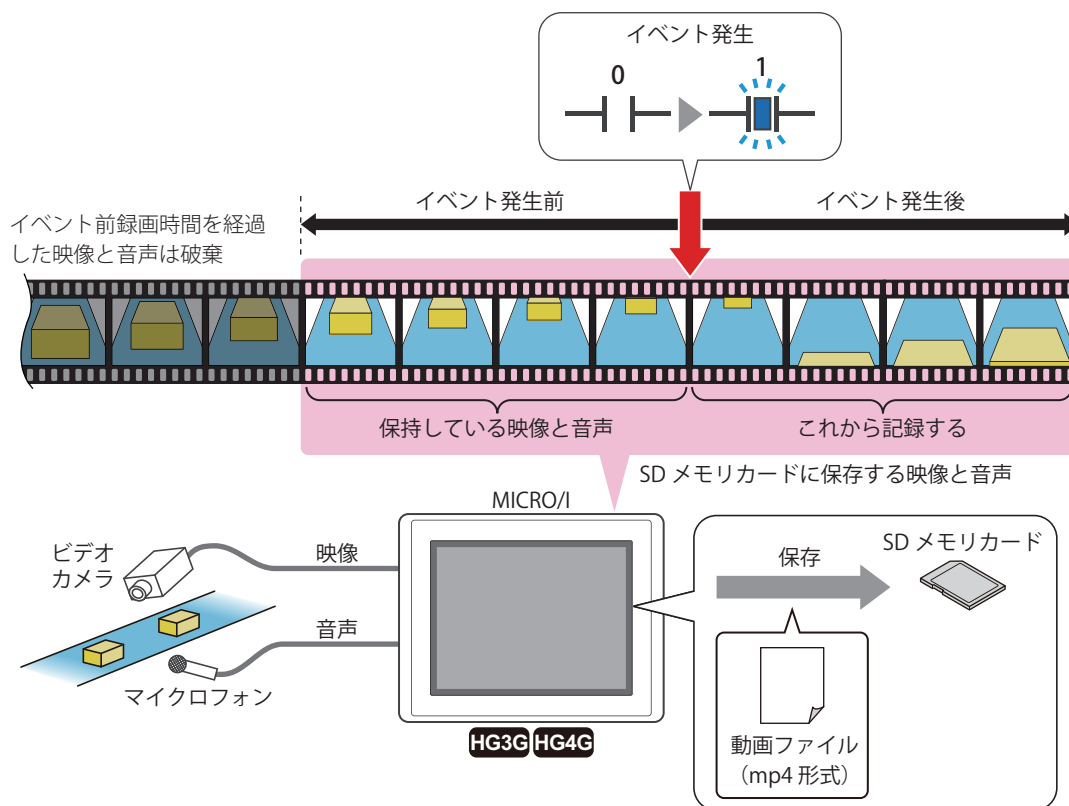 イベント発生
0
1
イベント発生前
イベント発生後
イベント前録画時間を経過
した映像と音声は破棄
保持している映像と音声
これから記録する
SD メモリカードに保存する映像と音声
MICRO/I
ビデオ
カメラ
映像
音声
マイクロフォン
HG3G HG4G
保存
SD メモリカード
動画ファイル
（mp4 形式）